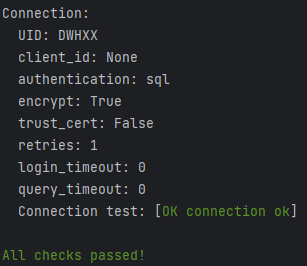 Connection:
UID: DWHXX
client_id: None
authentication: sql
encrypt: True
trust_cert: False
retries: 1
login_timeout: 0
query_timeout: 0
Connection test: [OK connection ok]
All checks passed!